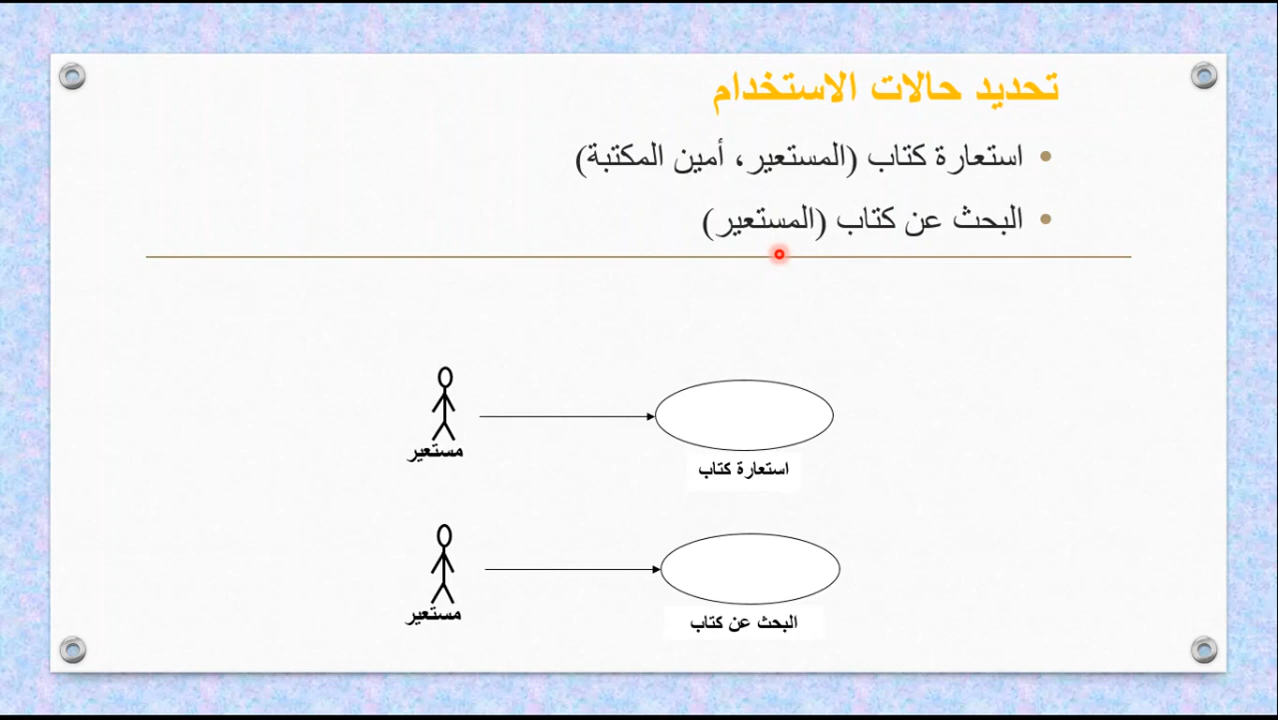 تحديد حالات الاستخدام
استعارة كتاب (المستعير، أمين المكتبة)
البحث عن كتاب (المستعير)
مستعير
استعارة كتاب
مستعير
البحث عن كتاب